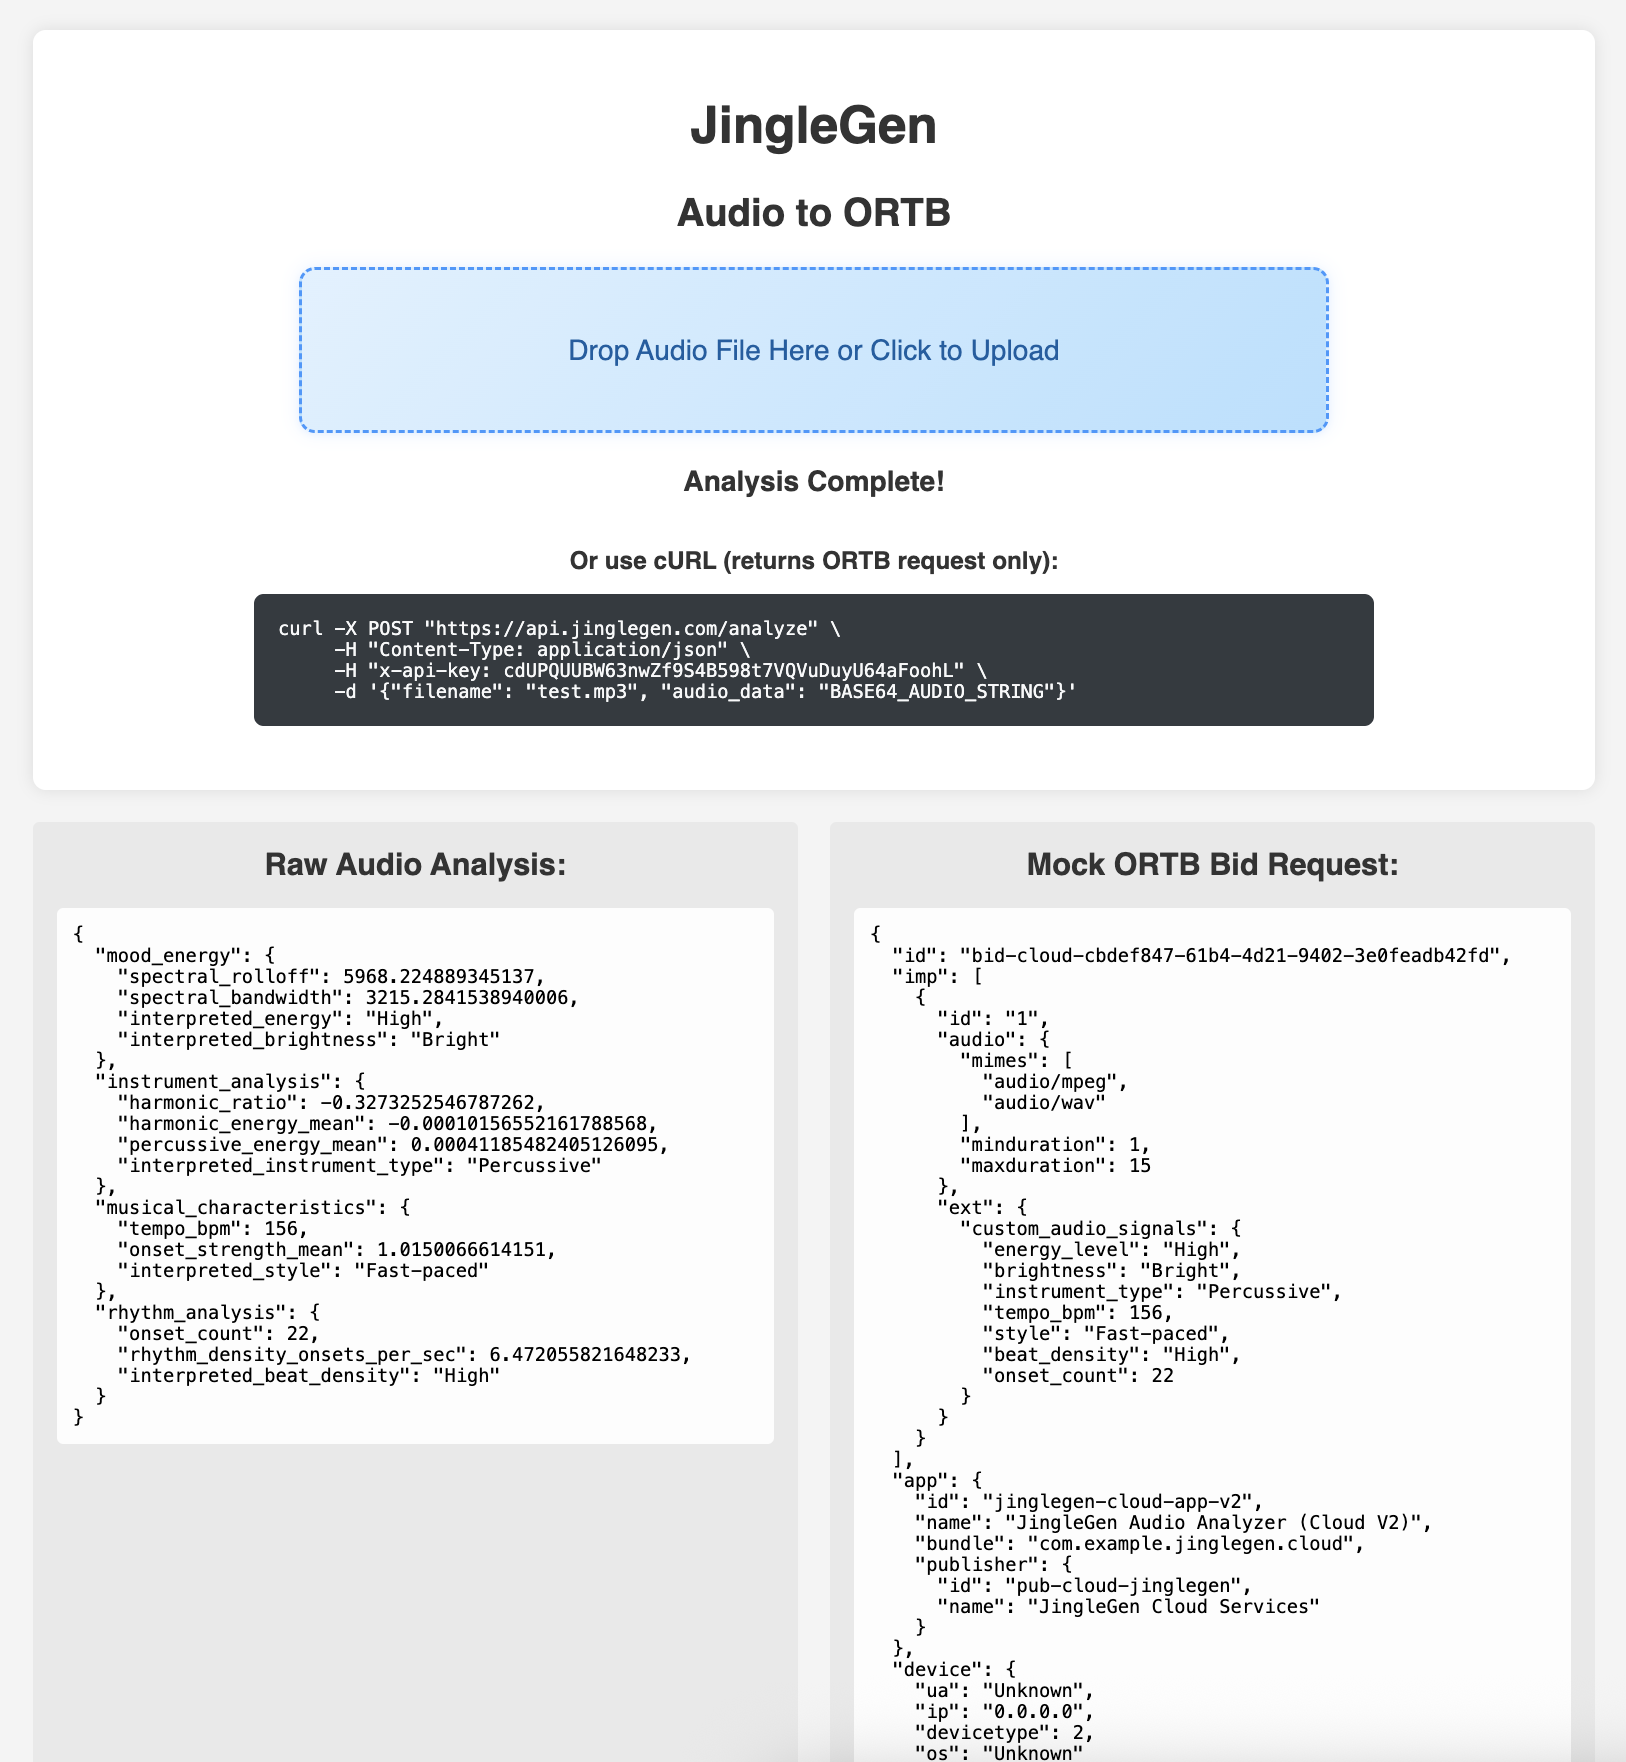 JingleGen
Audio to ORTB
Drop Audio File Here or Click to Upload
Analysis Complete!
Or use cURL (returns ORTB request only):
curl -X POST "https://api.jinglegen.com/analyze" \
     -H "Content-Type: application/json" \
     -H "x-api-key: cdUPQUUBW63nwZf9S4B598t7VQVuDuyU64aFoohL" \
     -d '{"filename": "test.mp3", "audio_data": "BASE64_AUDIO_STRING"}'
Raw Audio Analysis:
{
  "mood_energy": {
    "spectral_rolloff": 5968.224889345137,
    "spectral_bandwidth": 3215.2841538940006,
    "interpreted_energy": "High",
    "interpreted_brightness": "Bright"
  },
  "instrument_analysis": {
    "harmonic_ratio": -0.3273252546787262,
    "harmonic_energy_mean": -0.00010156552161788568,
    "percussive_energy_mean": 0.00041185482405126095,
    "interpreted_instrument_type": "Percussive"
  },
  "musical_characteristics": {
    "tempo_bpm": 156,
    "onset_strength_mean": 1.0150066614151,
    "interpreted_style": "Fast-paced"
  },
  "rhythm_analysis": {
    "onset_count": 22,
    "rhythm_density_onsets_per_sec": 6.472055821648233,
    "interpreted_beat_density": "High"
  }
}
Mock ORTB Bid Request:
{
  "id": "bid-cloud-cbdef847-61b4-4d21-9402-3e0feadb42fd",
  "imp": [
    {
      "id": "1",
      "audio": {
        "mimes": [
          "audio/mpeg",
          "audio/wav"
        ],
        "minduration": 1,
        "maxduration": 15
      },
      "ext": {
        "custom_audio_signals": {
          "energy_level": "High",
          "brightness": "Bright",
          "instrument_type": "Percussive",
          "tempo_bpm": 156,
          "style": "Fast-paced",
          "beat_density": "High",
          "onset_count": 22
        }
      }
    }
  ],
  "app": {
    "id": "jinglegen-cloud-app-v2",
    "name": "JingleGen Audio Analyzer (Cloud V2)",
    "bundle": "com.example.jinglegen.cloud",
    "publisher": {
      "id": "pub-cloud-jinglegen",
      "name": "JingleGen Cloud Services"
    }
  },
  "device": {
    "ua": "Unknown",
    "ip": "0.0.0.0",
    "devicetype": 2,
    "os": "Unknown"